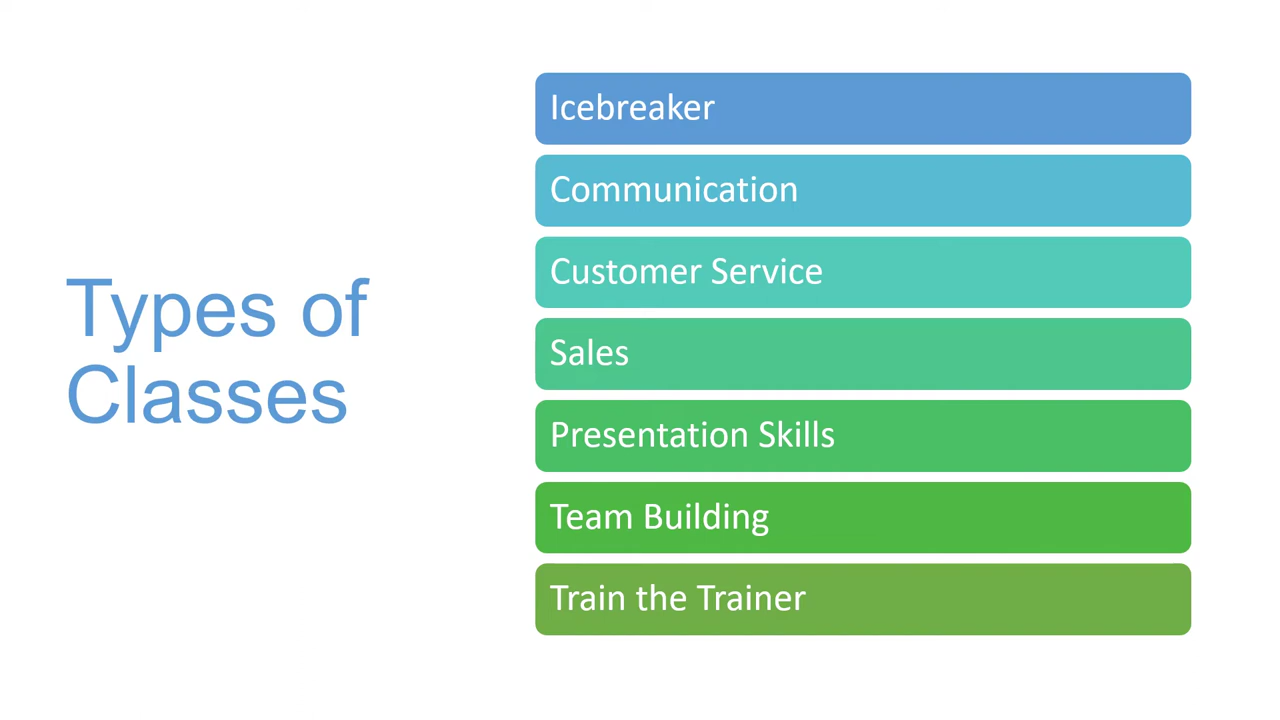 Types of
Classes
Icebreaker
Communication
Customer Service
Sales
Presentation Skills
Team Building
Train the Trainer